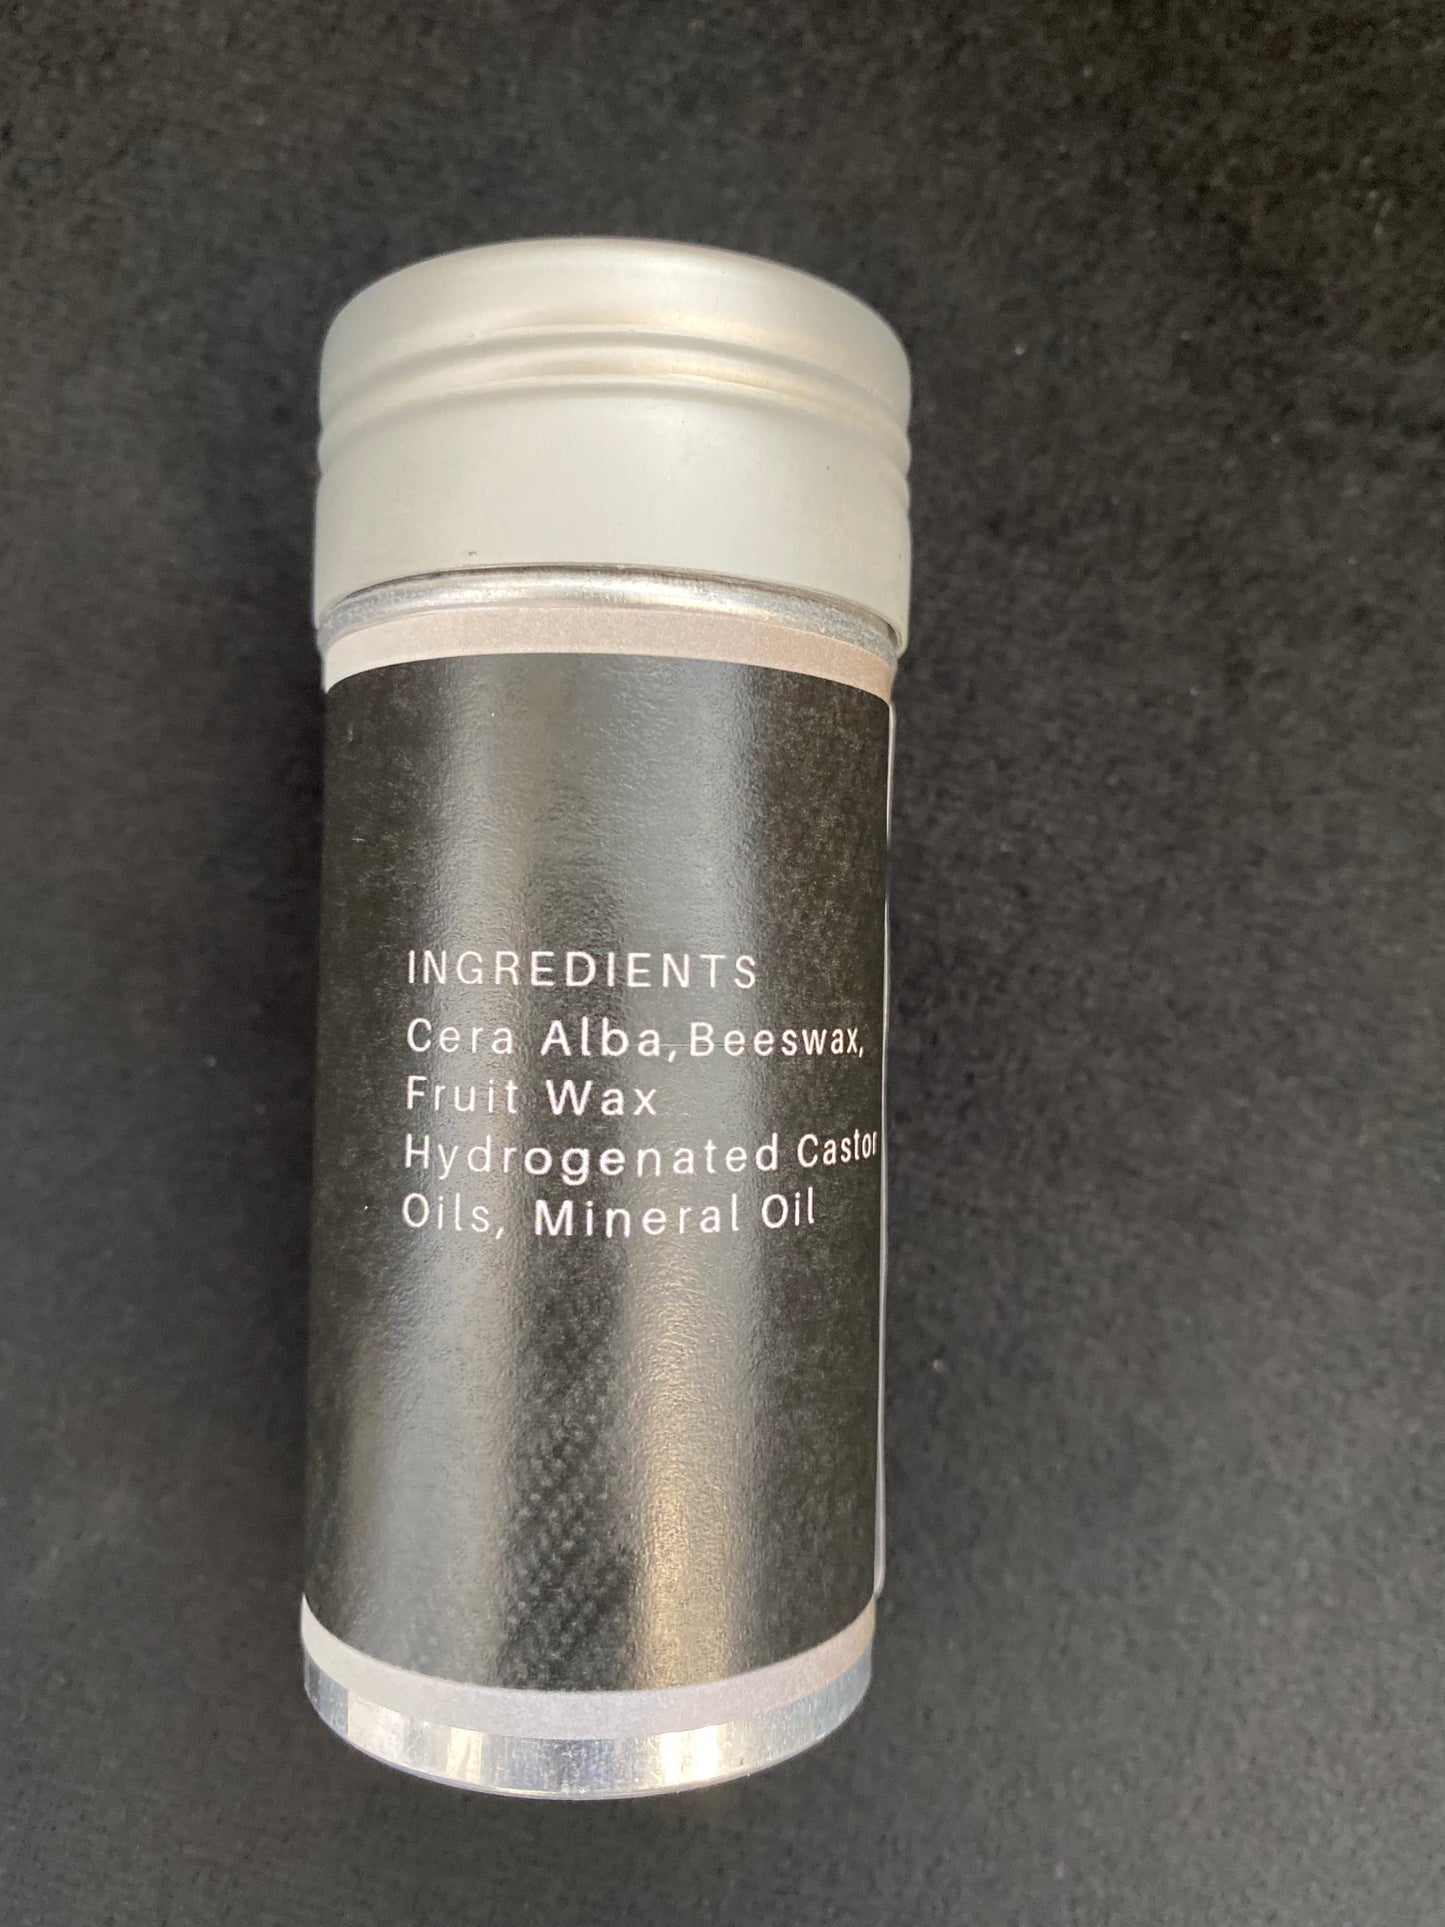 INGREDIENTS
Cera Alba, Beeswax,
Fruit Wax
Hydrogenated Castor
Oils, Mineral Oil